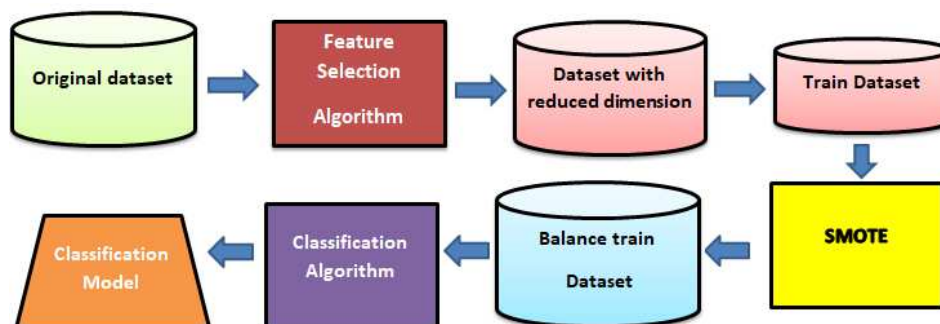 Original dataset
Feature
Selection
Algorithm
Dataset with
reduced dimension
Train Dataset
SMOTE
Balance train
Dataset
Classification
Algorithm
Classification
Model